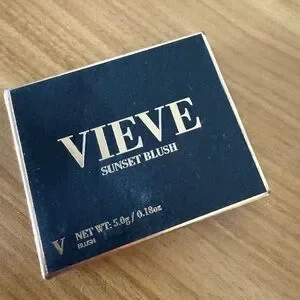 VIEVE
SUNSET BLUSH
V
NET WT: 5.0g / 0.18oz
BLUSH